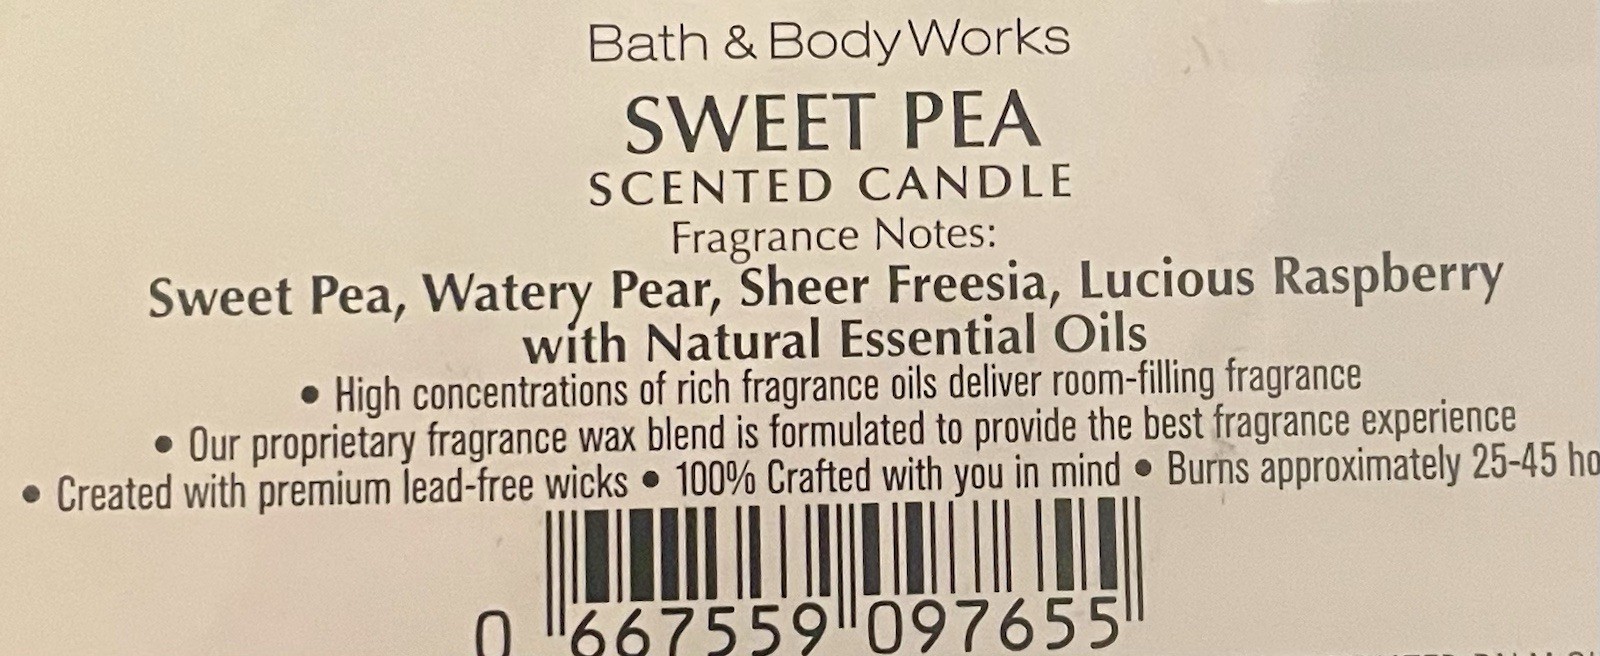 Bath & Body Works
SWEET PEA
SCENTED CANDLE
Fragrance Notes:
Sweet Pea, Watery Pear, Sheer Freesia, Lucious Raspberry
with Natural Essential Oils
• High concentrations of rich fragrance oils deliver room-filling fragrance
• Our proprietary fragrance wax blend is formulated to provide the best fragrance experience
• Created with premium lead-free wicks • 100% Crafted with you in mind • Burns approximately 25-45 ho
0 667559 097655